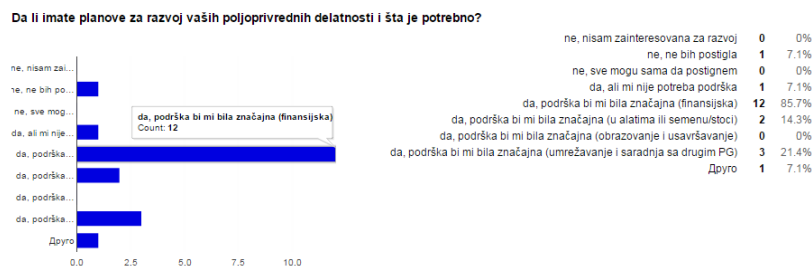 Da li imate planove za razvoj vaših poljoprivrednih delatnosti i šta je potrebno?
ne, nisam zai...
ne, ne bih po...
ne, sve mog...
da, ali mi nije...
da, podrška...
da, podrška...
da, podrška...
da, podrška...
Друго
0.0 2.5 5.0 7.5 10.0
da, podrška bi mi bila značajna (finansijska)
Count: 12
ne, nisam zainteresovana za razvoj 0 0%
ne, ne bih postigla 1 7.1%
ne, sve mogu sama da postignem 0 0%
da, ali mi nije potreba podrška 1 7.1%
da, podrška bi mi bila značajna (finansijska) 12 85.7%
da, podrška bi mi bila značajna (u alatima ili semenu/stoci) 2 14.3%
da, podrška bi mi bila značajna (obrazovanje i usavršavanje) 0 0%
da, podrška bi mi bila značajna (umrežavanje i saradnja sa drugim PG) 3 21.4%
Друго 1 7.1%